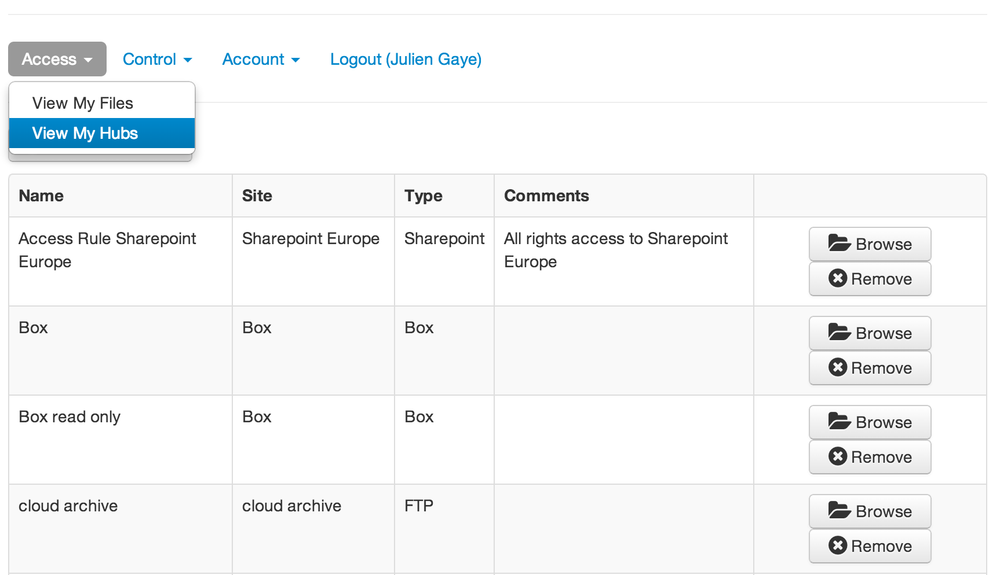 Access Control Account Logout (Julien Gaye)
View My Files
View My Hubs
Name Site Type Comments
Access Rule Sharepoint Sharepoint Europe Sharepoint All rights access to Sharepoint Browse
Europe Europe
Remove
Box Box Box Browse
Remove
Box read only Box Box Browse
Remove
cloud archive cloud archive FTP Browse
Remove